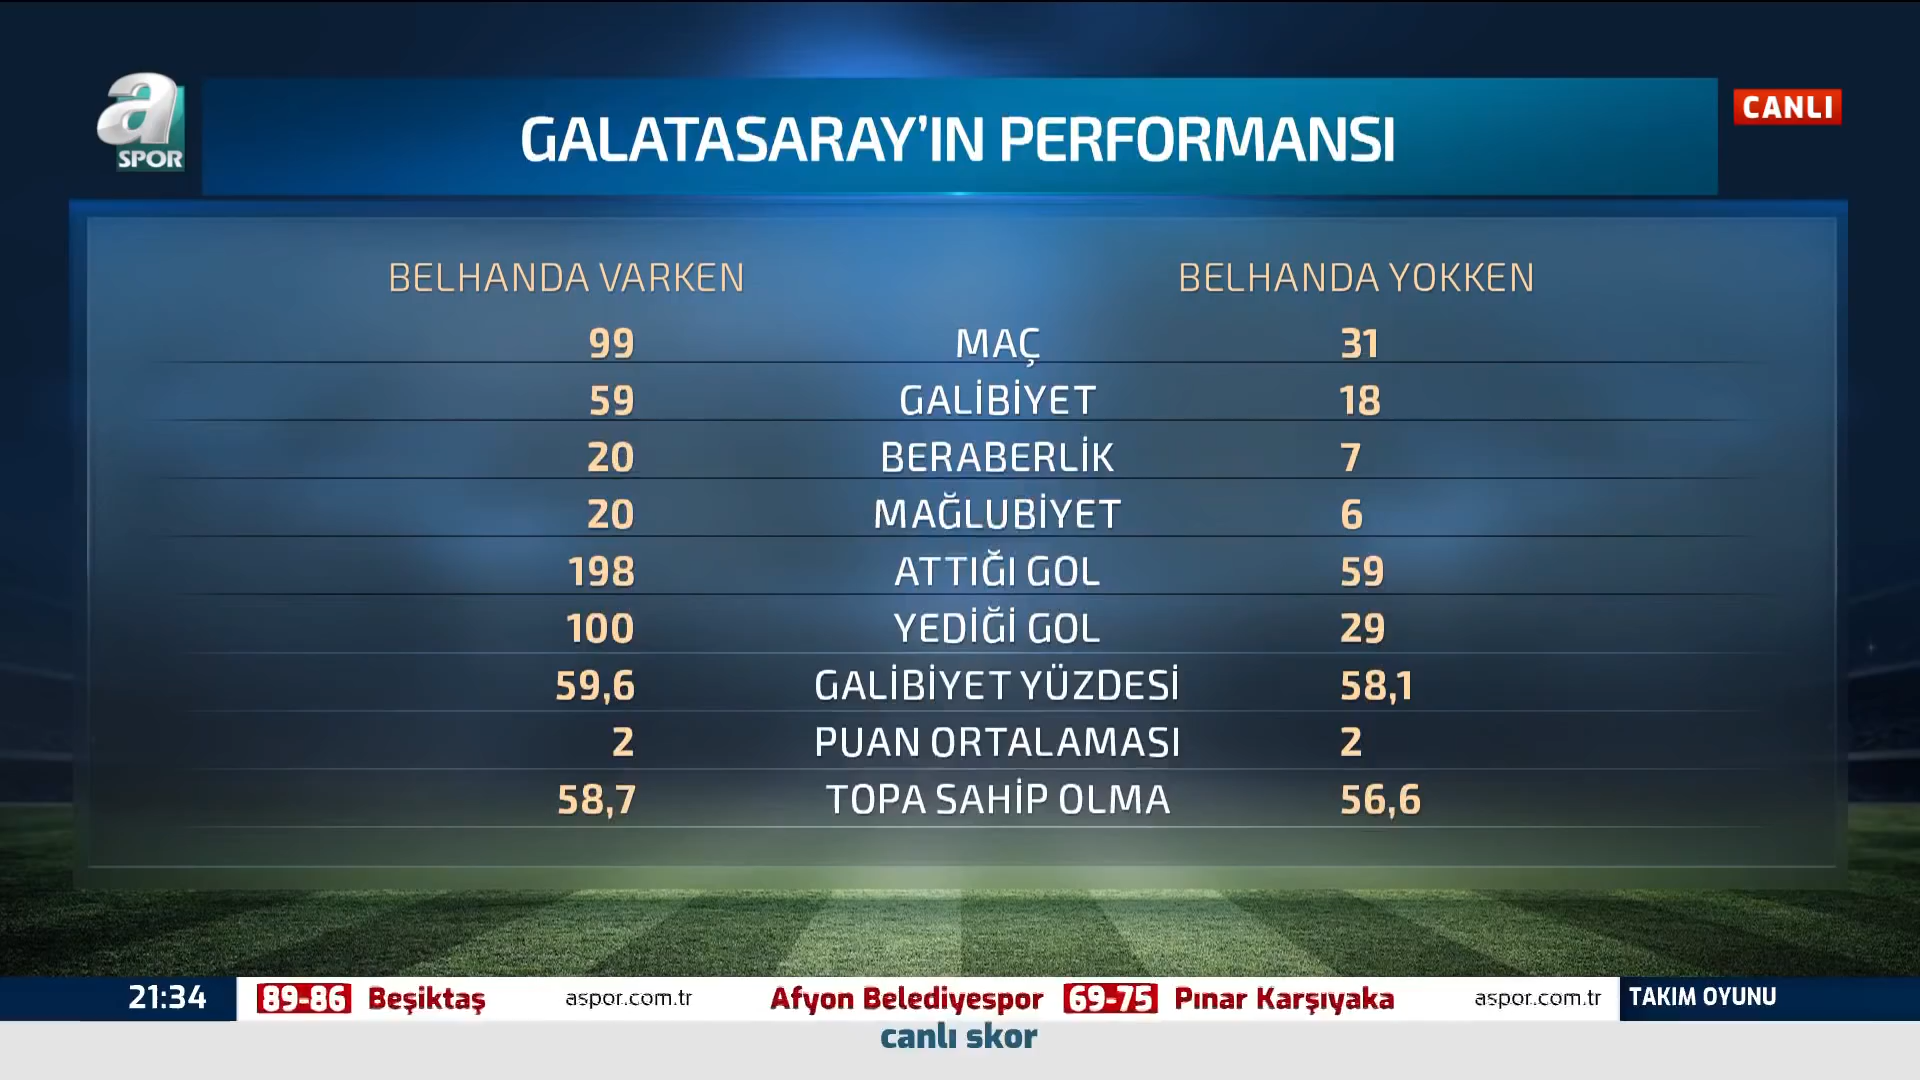 a
SPOR
GALATASARAY'IN PERFORMANSI
CANLI
BELHANDA VARKEN BELHANDA YOKKEN
99 MAÇ 31
59 GALİBİYET 18
20 BERABERLİK 7
20 MAĞLUBİYET 6
198 ATTIĞI GOL 59
100 YEDİĞİ GOL 29
59,6 GALİBİYET YÜZDESİ 58,1
2 PUAN ORTALAMASI 2
58,7 TOPA SAHİP OLMA 56,6
21:34 89-86 Beşiktaş aspor.com.tr Afyon Belediyespor 69-75 Pınar Karşıyaka aspor.com.tr TAKIM OYUNU
canlı skor